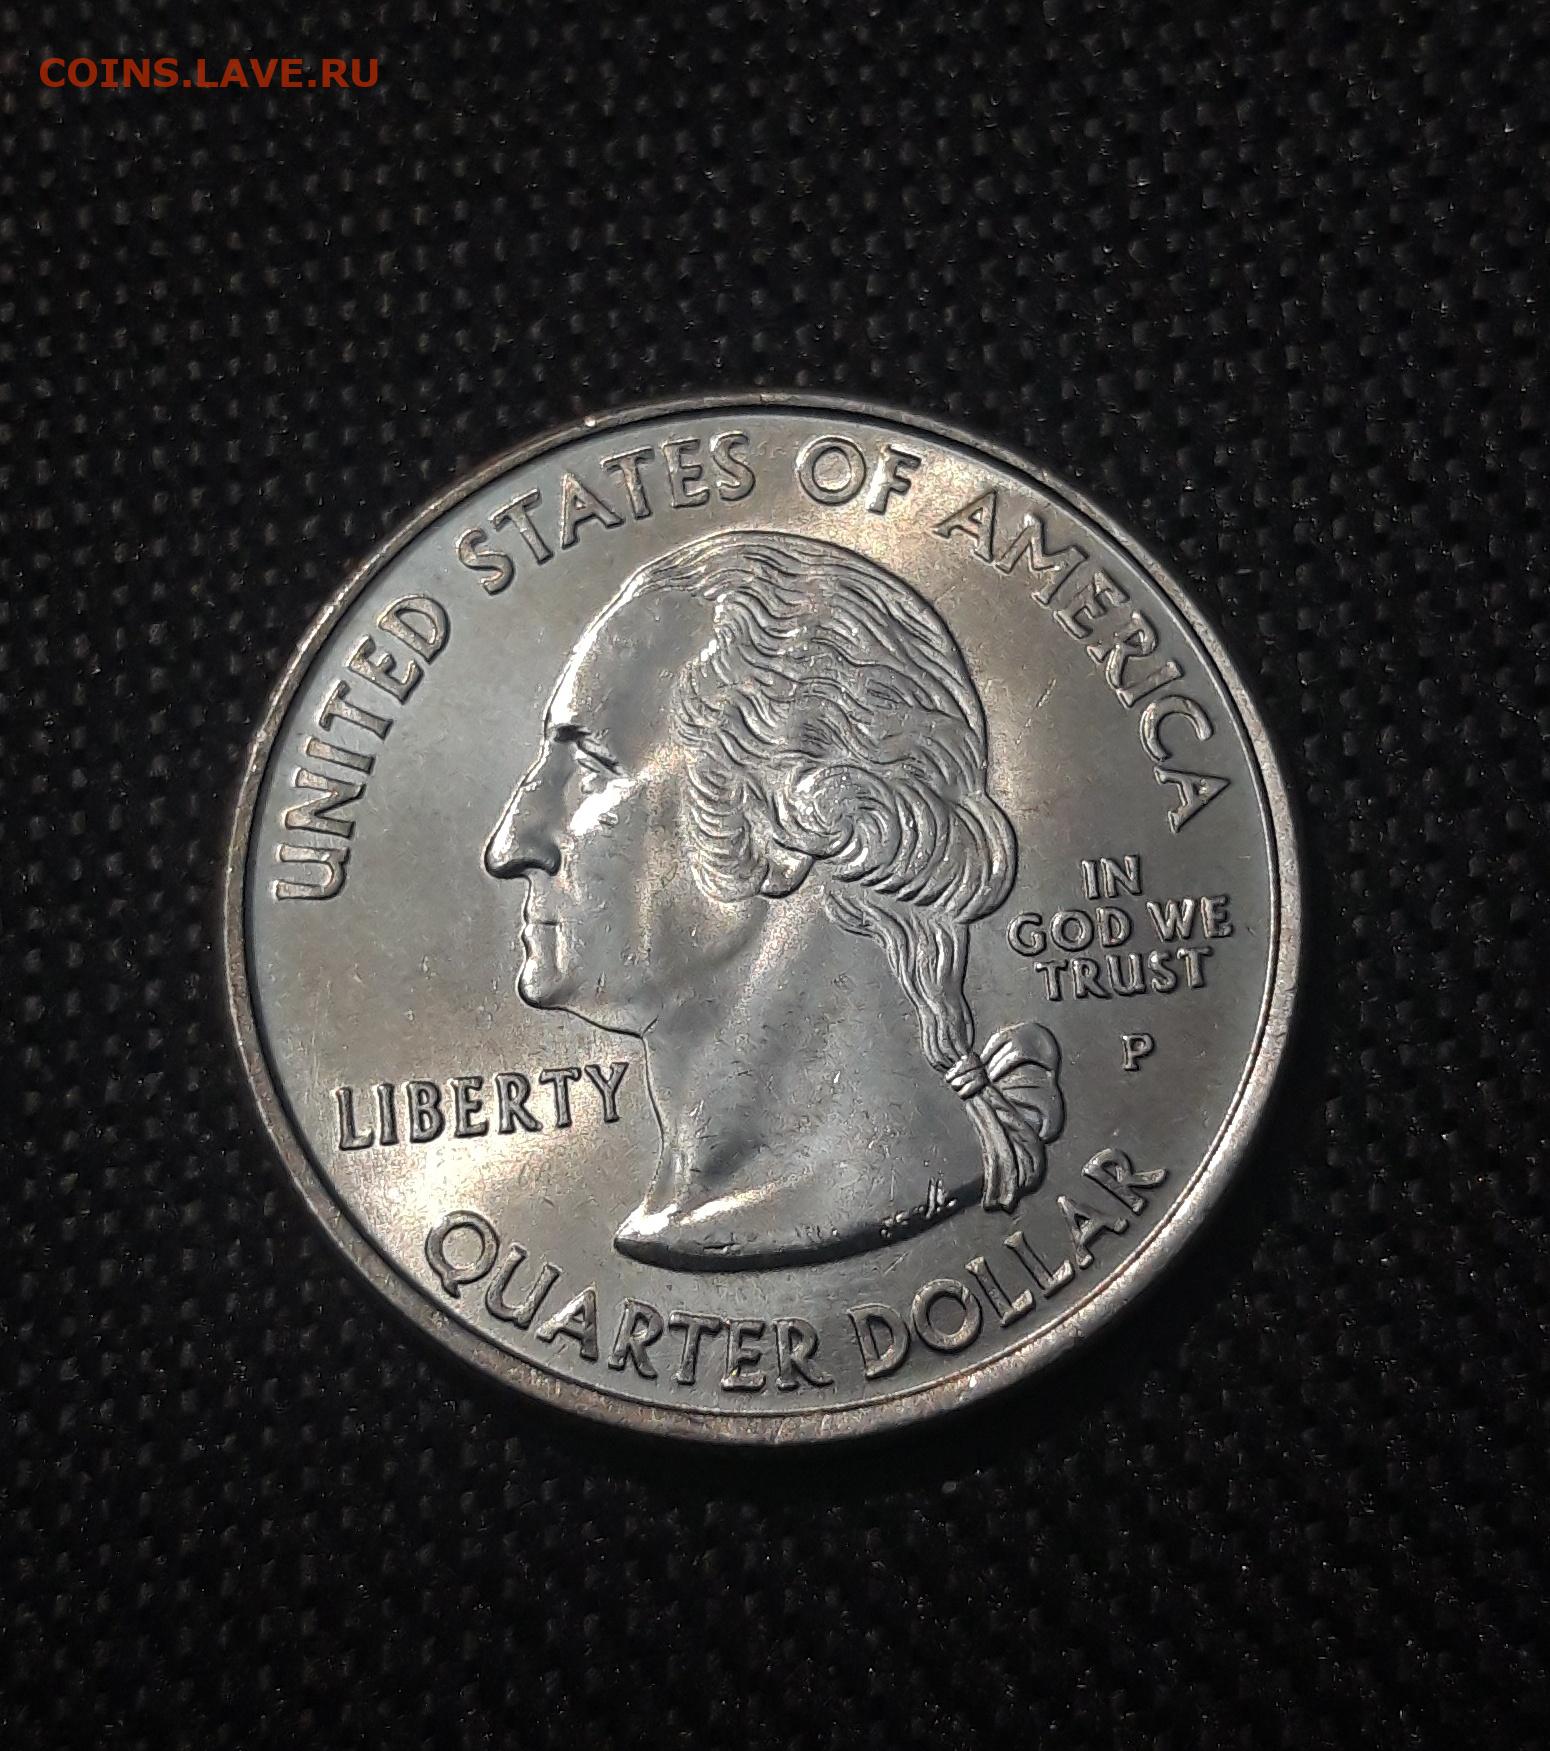 COINS.LAVE.RU
UNITED STATES OF AMERICA
IN
GOD WE
TRUST
P
LIBERTY
QUARTER DOLLAR